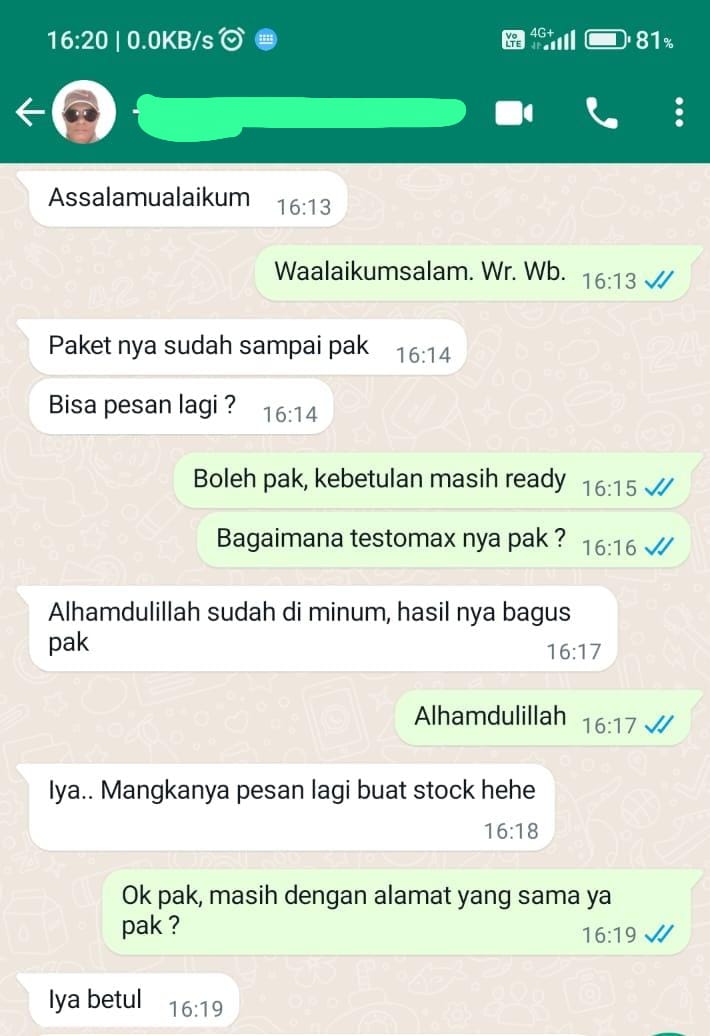 16:20 | 0.0KB/s
Vo LTE 4G+ 81%
Assalamualaikum 16:13
Waalaikumsalam. Wr. Wb. 16:13
Paket nya sudah sampai pak 16:14
Bisa pesan lagi ? 16:14
Boleh pak, kebetulan masih ready 16:15
Bagaimana testomax nya pak ? 16:16
Alhamdulillah sudah di minum, hasil nya bagus
pak 16:17
Alhamdulillah 16:17
Iya.. Mangkanya pesan lagi buat stock hehe
16:18
Ok pak, masih dengan alamat yang sama ya
pak ? 16:19
Iya betul 16:19